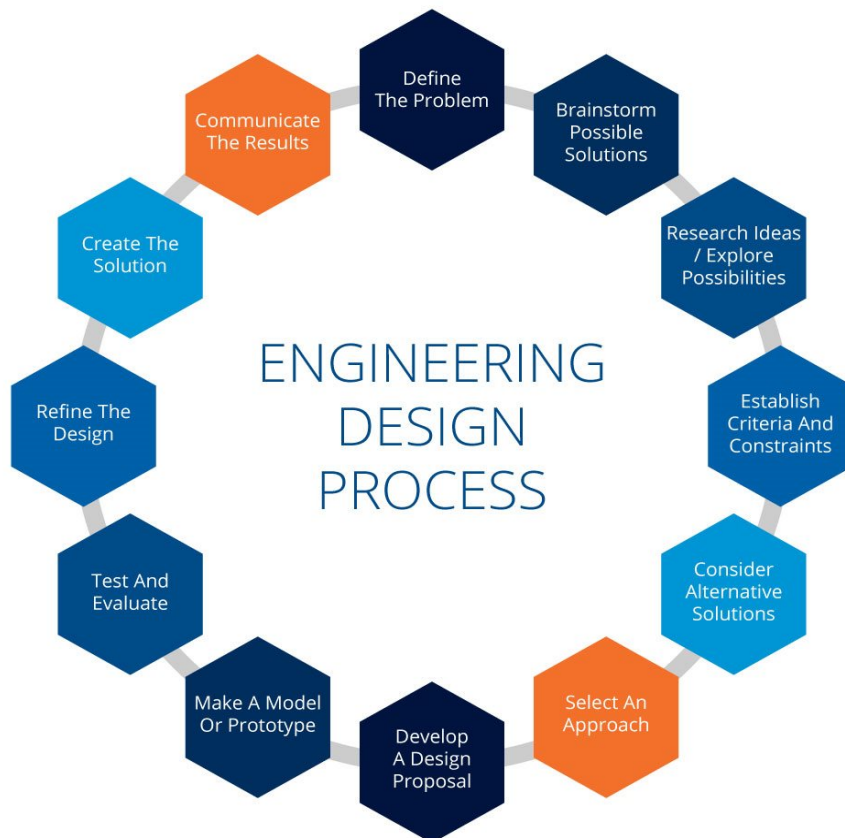 Define
The Problem
Brainstorm
Possible
Solutions
Research Ideas
/ Explore
Possibilities
Establish
Criteria And
Constraints
Consider
Alternative
Solutions
Select An
Approach
Develop
A Design
Proposal
Make A Model
Or Prototype
Test And
Evaluate
Refine The
Design
Create The
Solution
Communicate
The Results
ENGINEERING
DESIGN
PROCESS